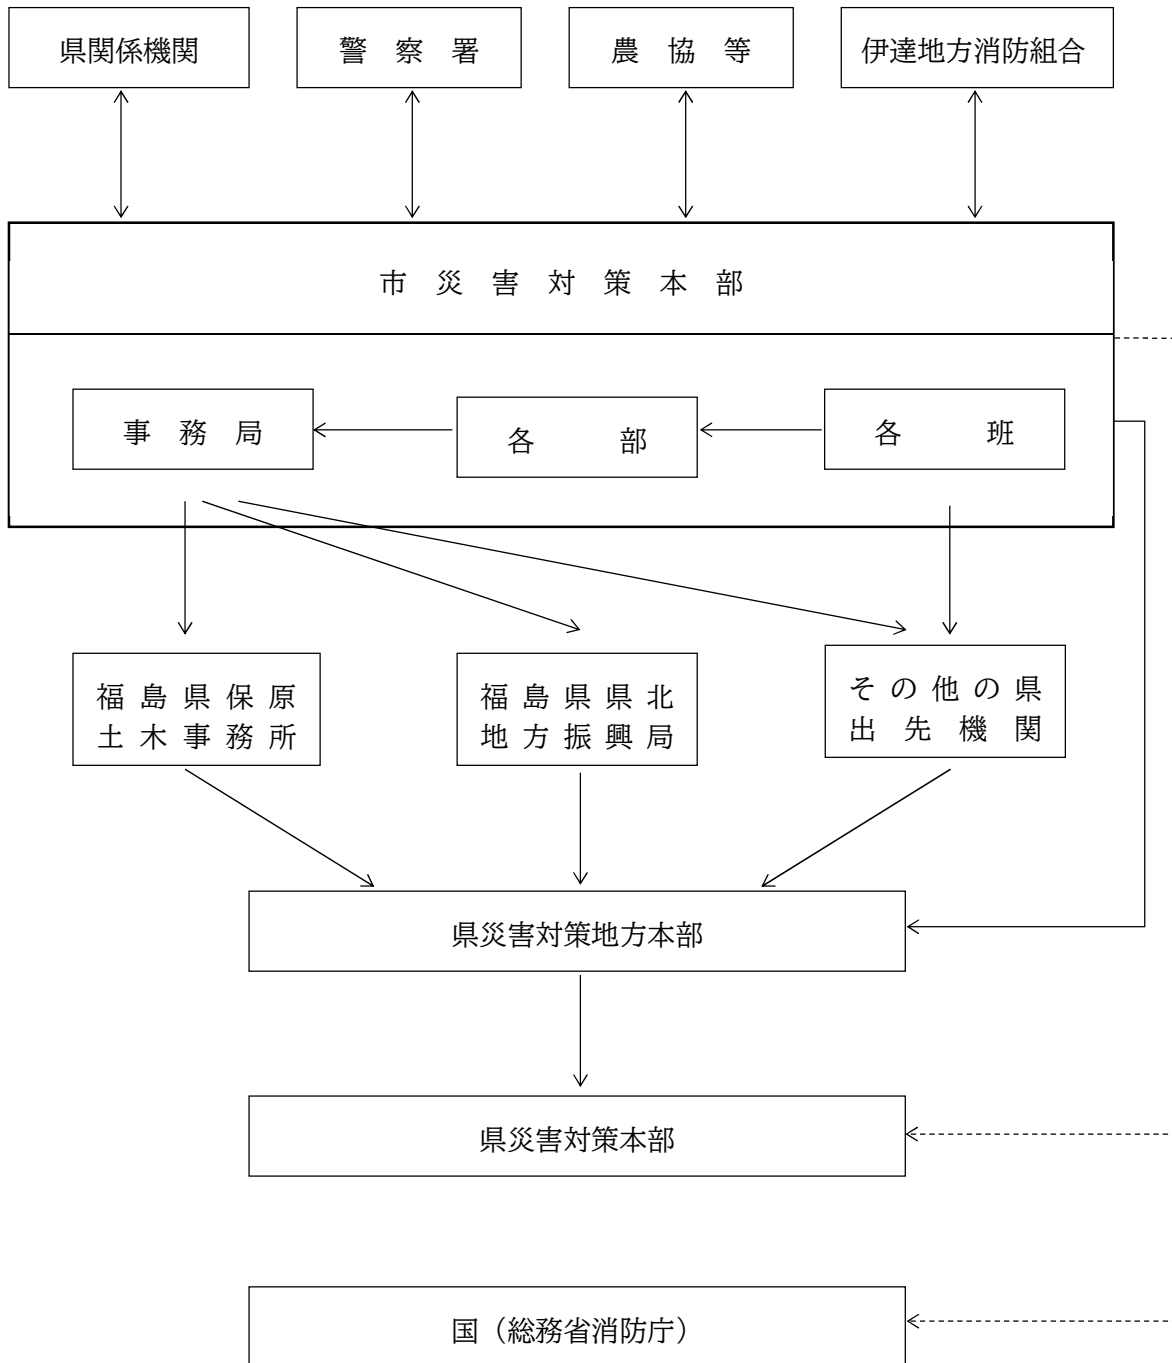 県関係機関
警察署
農協等
伊達地方消防組合
市災害対策本部
事務局
各部
各班
福島県保原
土木事務所
福島県県北
地方振興局
その他の県
出先機関
県災害対策地方本部
県災害対策本部
国（総務省消防庁）